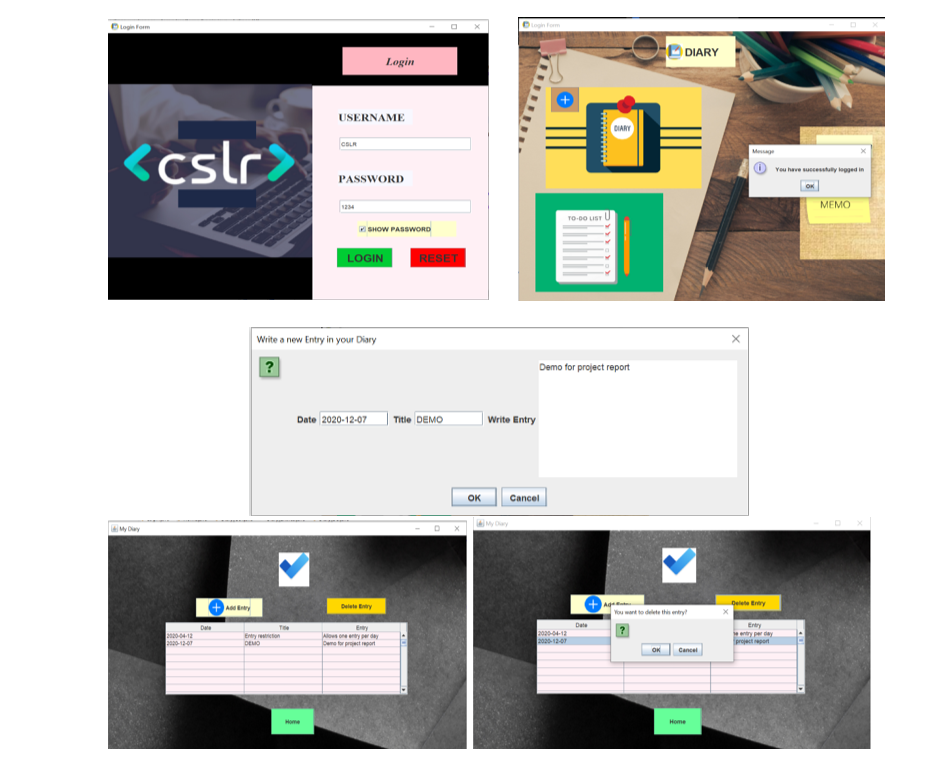 Login Form
Login
<cslr>
USERNAME
CSLR
PASSWORD
1234
SHOW PASSWORD
LOGIN RESET
Login Form
DIARY
DIARY
Message
You have successfully logged in
OK
MEMO
TO-DO LIST
Write a new Entry in your Diary
?
Demo for project report
Date 2020-12-07 Title DEMO Write Entry
OK Cancel
My Diary
Add Entry Delete Entry
Date Title Entry
2020-04-12 Entry restriction Allows one entry per day
2020-12-07 DEMO Demo for project report
Home
My Diary
Add Entry Delete Entry
You want to delete this entry?
?
OK Cancel
Date Entry
2020-04-12 ne entry per day
2020-12-07 project report
Home